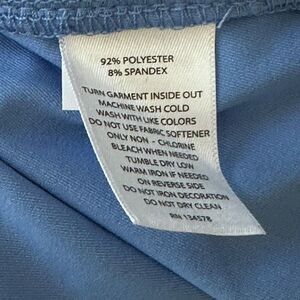 92% POLYESTER
8% SPANDEX
TURN GARMENT INSIDE OUT
MACHINE WASH COLD
WASH WITH LIKE COLORS
DO NOT USE FABRIC SOFTENER
ONLY NON - CHLORINE
BLEACH WHEN NEEDED
TUMBLE DRY LOW
WARM IRON IF NEEDED
ON REVERSE SIDE
DO NOT IRON DECORATION
DO NOT DRY CLEAN
RN 134578